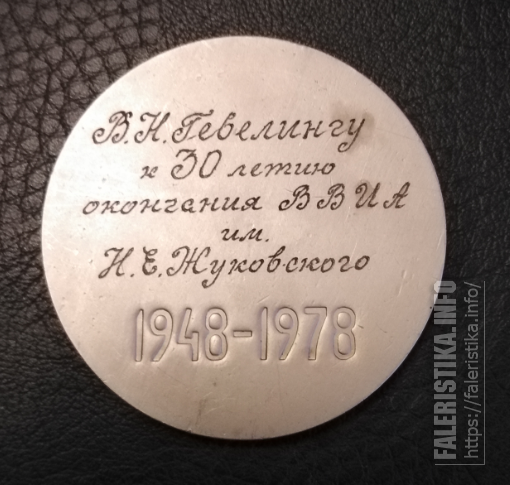 В.Н.Гевелингу
к 30 летию
окончания ВВИА
им.
Н.Е.Жуковского
1948-1978
FALERISTIKA.INFO
https://faleristika.info/